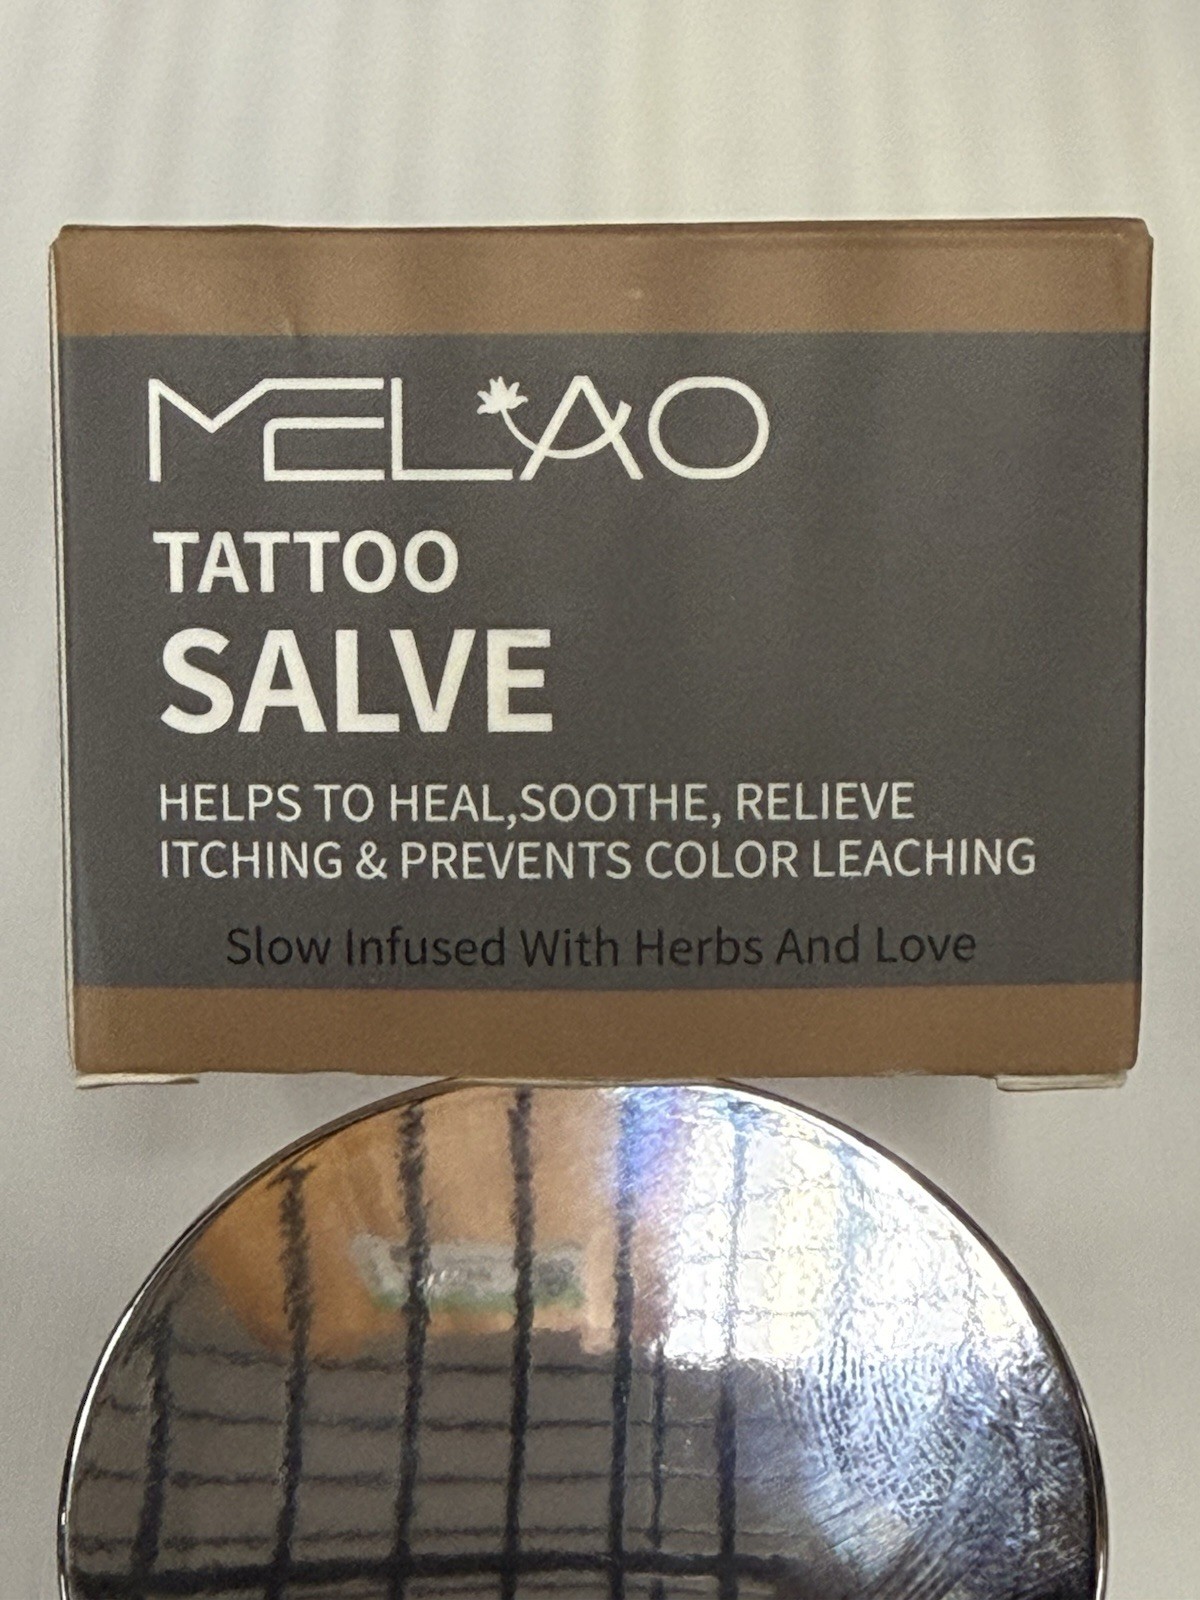 MELAO
TATTOO
SALVE
HELPS TO HEAL,SOOTHE, RELIEVE
ITCHING & PREVENTS COLOR LEACHING
Slow Infused With Herbs And Love